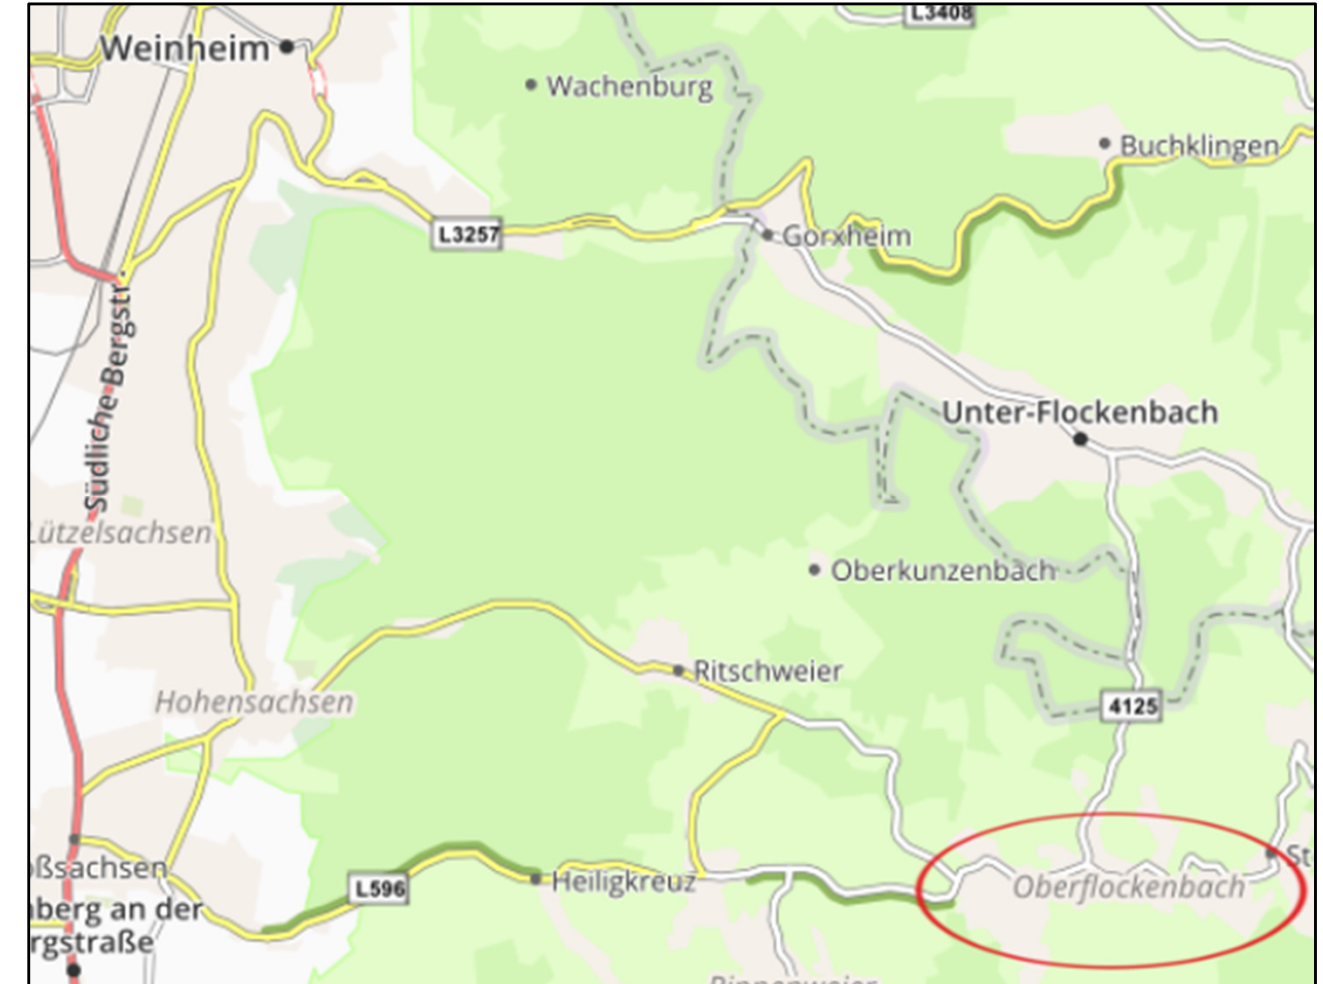 L3408
Weinheim
Wachenburg
Buchklingen
L3257
Gorxheim
Südliche Bergstr
Unter-Flockenbach
Lützelsachsen
Oberkunzenbach
Ritschweier
Hohensachsen
4125
ßsachsen
L596
Heiligkreuz
Oberflockenbach
St
berg an der
rgstraße